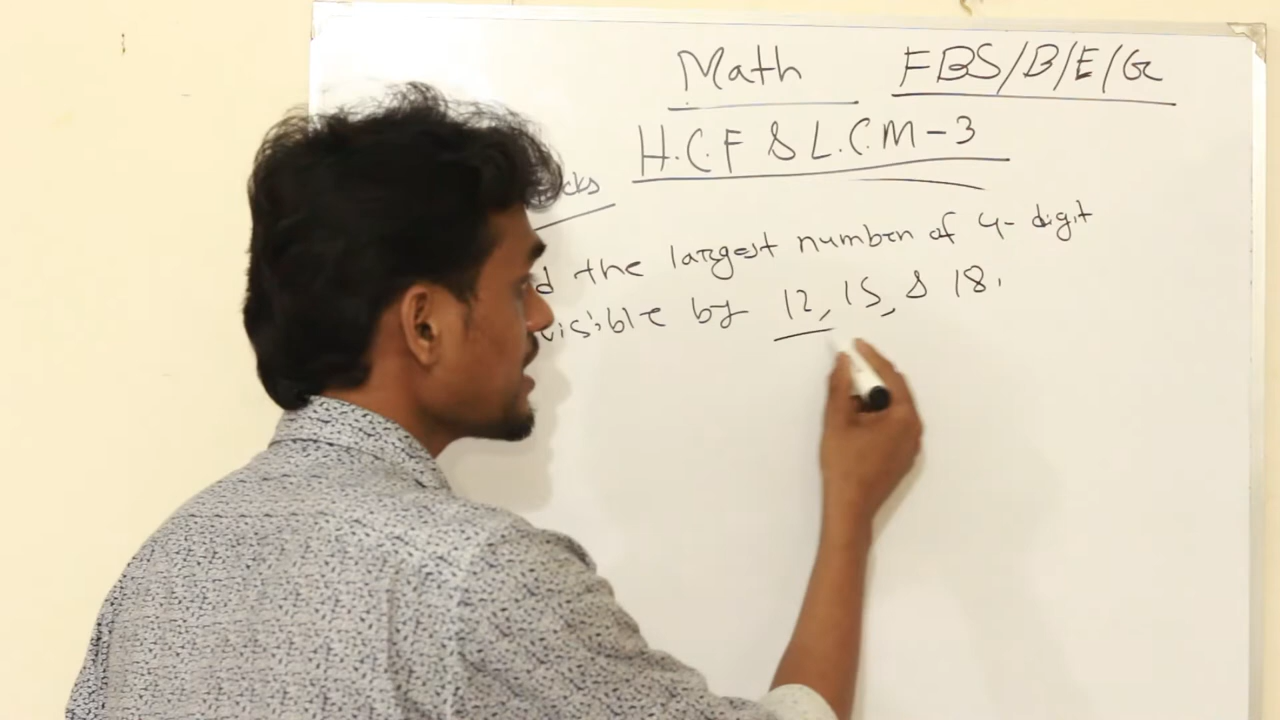 Math FBS/B/E/G
H.C.F & L.C.M-3
cks
d the largest number of 4-digit
visible by 12, 15, & 18.